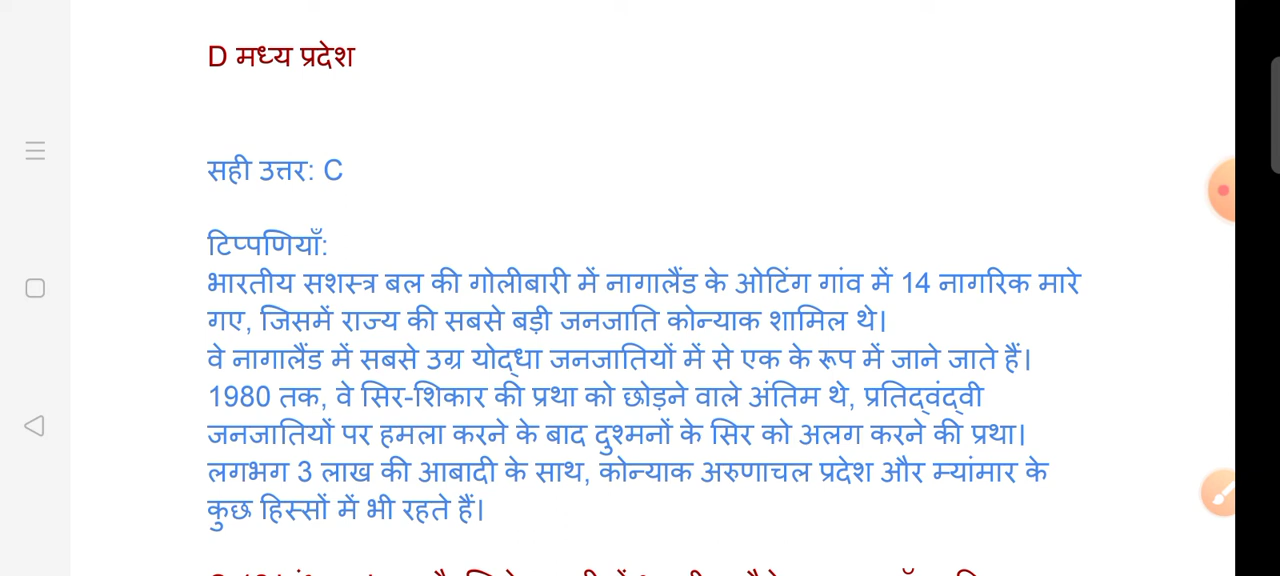 D मध्य प्रदेश
सही उत्तर: C
टिप्पणियाँ:
भारतीय सशस्त्र बल की गोलीबारी में नागालैंड के ओटिंग गांव में 14 नागरिक मारे
गए, जिसमें राज्य की सबसे बड़ी जनजाति कोन्याक शामिल थे।
वे नागालैंड में सबसे उग्र योद्धा जनजातियों में से एक के रूप में जाने जाते हैं।
1980 तक, वे सिर-शिकार की प्रथा को छोड़ने वाले अंतिम थे, प्रतिद्वंद्वी
जनजातियों पर हमला करने के बाद दुश्मनों के सिर को अलग करने की प्रथा।
लगभग 3 लाख की आबादी के साथ, कोन्याक अरुणाचल प्रदेश और म्यांमार के
कुछ हिस्सों में भी रहते हैं।